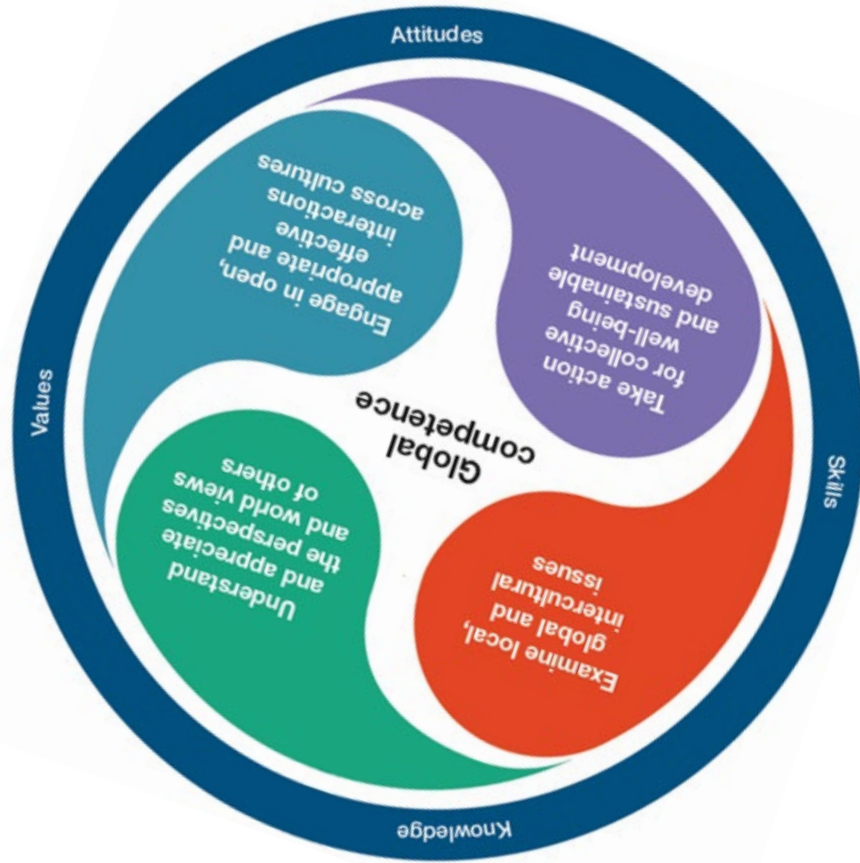 Attitudes
Engage in open,
appropriate and
effective
interactions
across cultures
Take action
for collective
well-being
and sustainable
development
Values
Global
competence
Skills
Understand
and appreciate
the perspectives
and world views
of others
Examine local,
global and
intercultural
issues
Knowledge